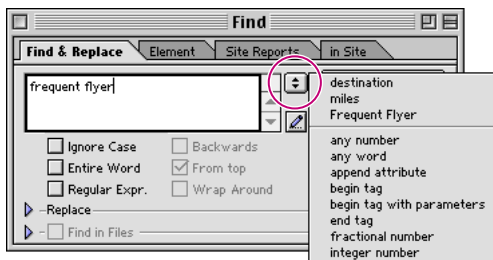 Find
Find & Replace Element Site Reports in Site
frequent flyer
destination
miles
Frequent Flyer
any number
any word
append attribute
begin tag
begin tag with parameters
end tag
fractional number
integer number
Ignore Case Backwards
Entire Word From top
Regular Expr. Wrap Around
Replace
Find in Files